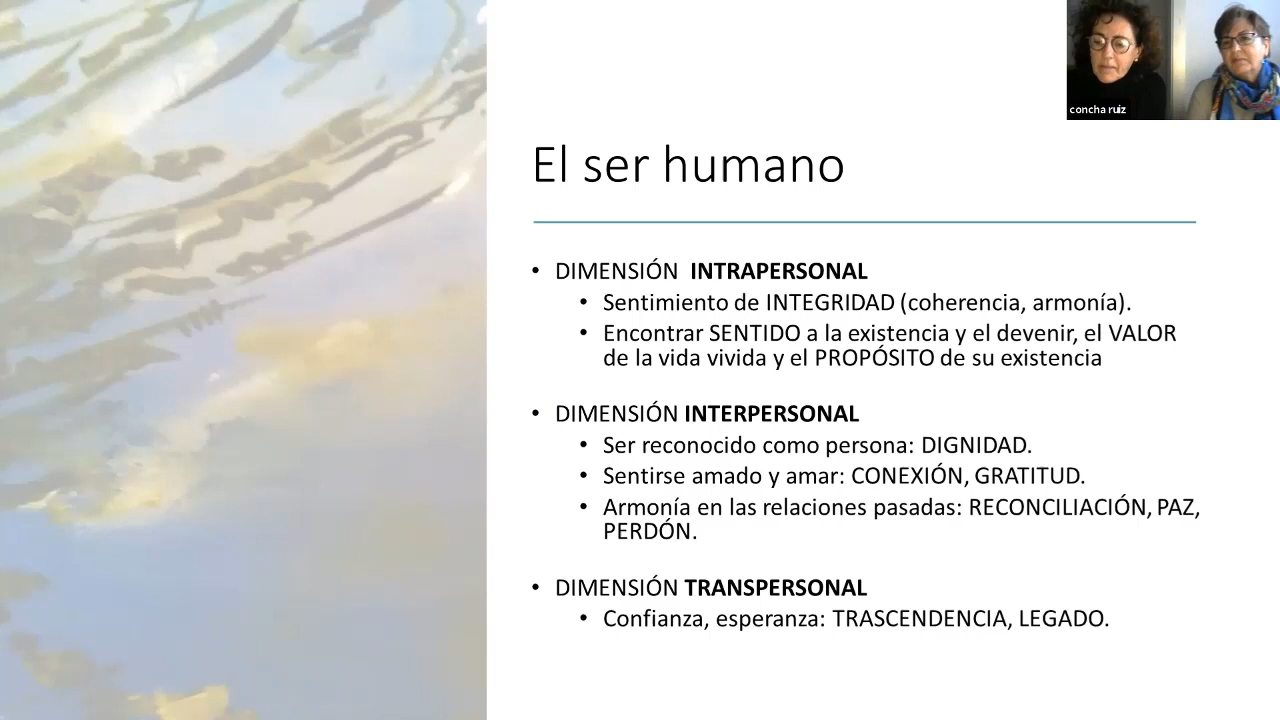 concha ruiz
El ser humano
• DIMENSIÓN INTRAPERSONAL
• Sentimiento de INTEGRIDAD (coherencia, armonía).
• Encontrar SENTIDO a la existencia y el devenir, el VALOR
de la vida vivida y el PROPÓSITO de su existencia
• DIMENSIÓN INTERPERSONAL
• Ser reconocido como persona: DIGNIDAD.
• Sentirse amado y amar: CONEXIÓN, GRATITUD.
• Armonía en las relaciones pasadas: RECONCILIACIÓN, PAZ,
PERDÓN.
• DIMENSIÓN TRANSPERSONAL
• Confianza, esperanza: TRASCENDENCIA, LEGADO.